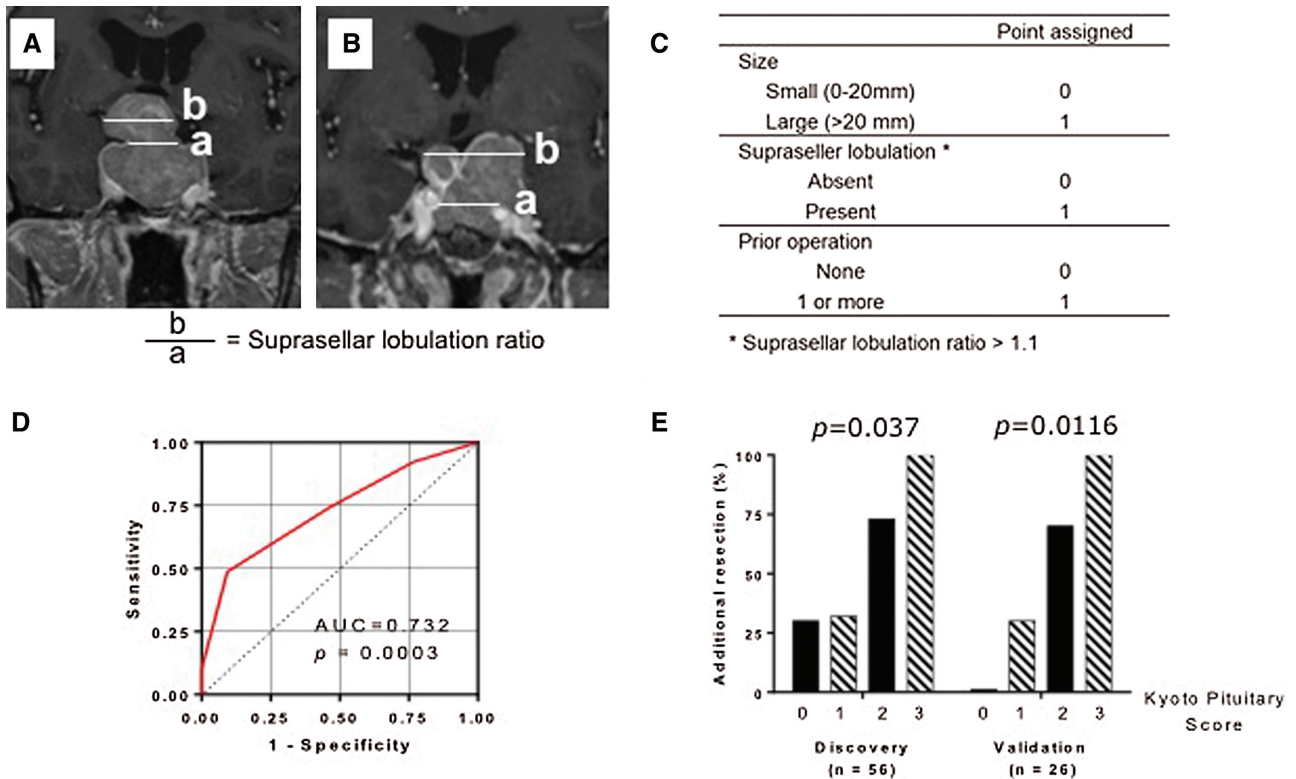 A
b
a
B
b
a
b
a
= Suprasellar lobulation ratio
C
Point assigned
Size
Small (0-20mm) 0
Large (>20 mm) 1
Supraseller lobulation *
Absent 0
Present 1
Prior operation
None 0
1 or more 1
* Suprasellar lobulation ratio > 1.1
D
Sensitivity
1.00
0.75
0.50
0.25
0.00
AUC=0.732
p = 0.0003
0.00 0.25 0.50 0.75 1.00
1 - Specificity
E
p=0.037 p=0.0116
Additional resection (%)
100
75
50
25
0
0 1 2 3 0 1 2 3
Kyoto Pituitary
Score
Discovery Validation
(n = 56) (n = 26)